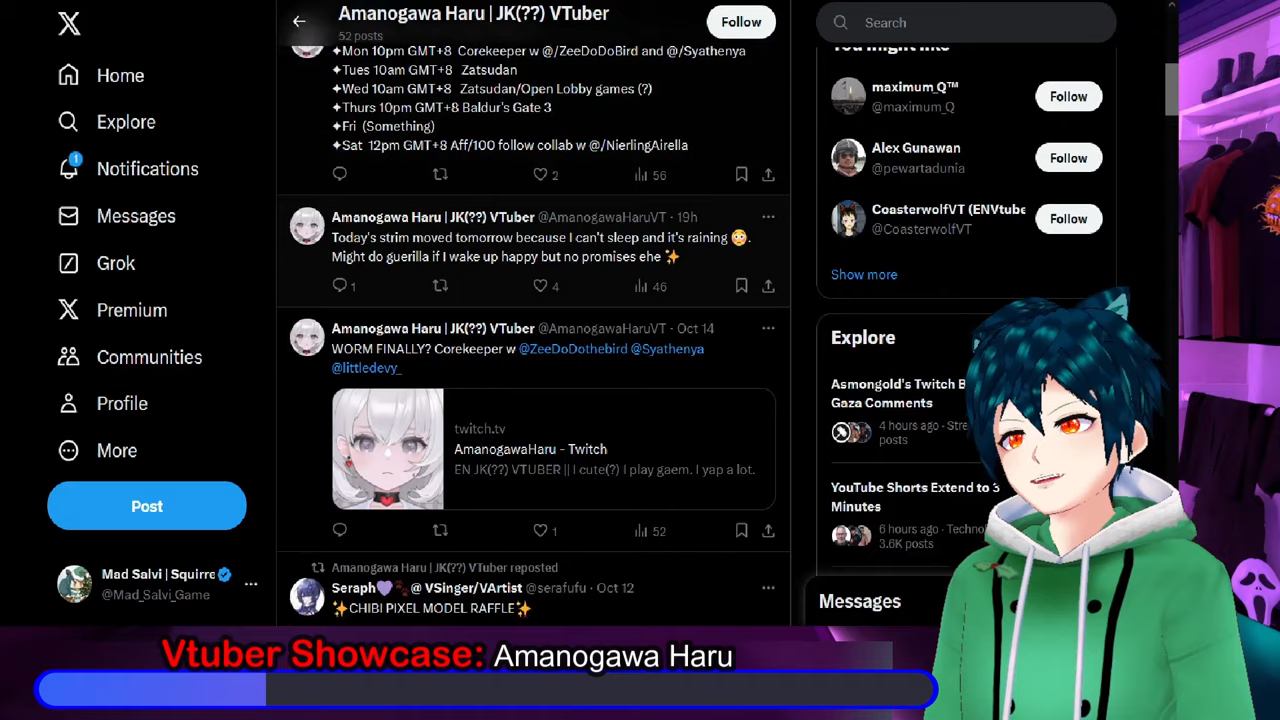 Home
Explore
Notifications
1
Messages
Grok
Premium
Communities
Profile
More
Post
Mad Salvi | Squirre
@Mad_Salvi_Game
Amanogawa Haru | JK(??) VTuber
52 posts
Follow
✦Mon 10pm GMT+8 Corekeeper w @/ZeeDoDoBird and @/Syathenya
✦Tues 10am GMT+8 Zatsudan
✦Wed 10am GMT+8 Zatsudan/Open Lobby games (?)
✦Thurs 10pm GMT+8 Baldur's Gate 3
✦Fri (Something)
✦Sat 12pm GMT+8 Aff/100 follow collab w @/NierlingAirella
2 56
Amanogawa Haru | JK(??) VTuber @AmanogawaHaruVT · 19h
Today's strim moved tomorrow because I can't sleep and it's raining 😳.
Might do guerilla if I wake up happy but no promises ehe ✨
1 4 46
Amanogawa Haru | JK(??) VTuber @AmanogawaHaruVT · Oct 14
WORM FINALLY? Corekeeper w @ZeeDoDothebird @Syathenya
@littledevy_
twitch.tv
AmanogawaHaru - Twitch
EN JK(??) VTUBER || I cute(?) I play gaem. I yap a lot.
1 52
Amanogawa Haru | JK(??) VTuber reposted
Seraph💜🐾@ VSinger/VArtist @serafufu · Oct 12
✨CHIBI PIXEL MODEL RAFFLE✨
Search
You might like
maximum_Q™
@maximum_Q
Follow
Alex Gunawan
@pewartadunia
Follow
CoasterwolfVT (ENVtube
@CoasterwolfVT
Follow
Show more
Explore
Asmongold's Twitch B
Gaza Comments
4 hours ago · Stre
posts
YouTube Shorts Extend to 3
Minutes
6 hours ago · Techno
3.6K posts
Messages
Vtuber Showcase: Amanogawa Haru